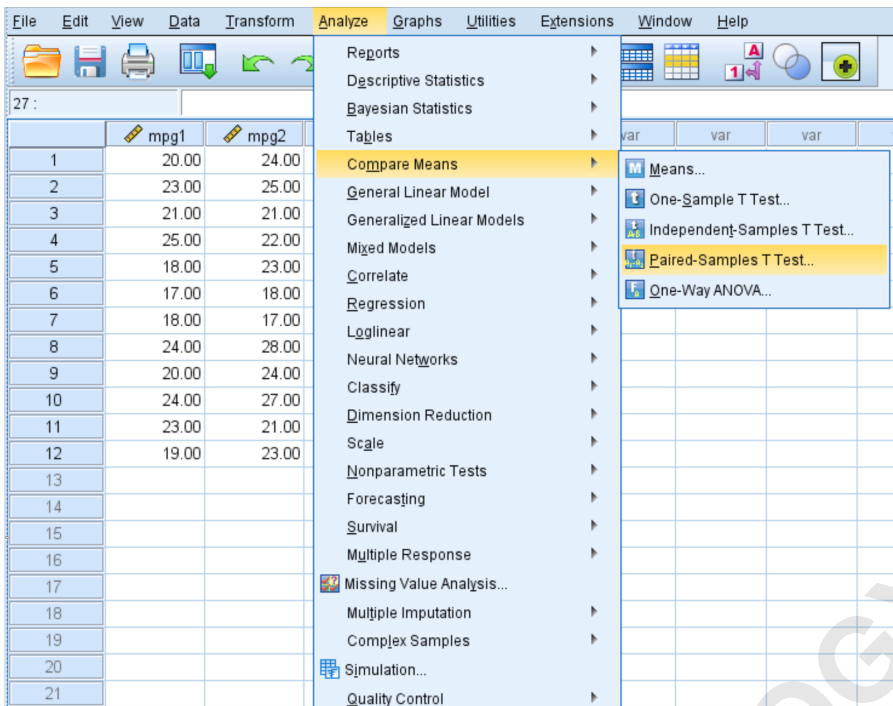 File Edit View Data Transform Analyze Graphs Utilities Extensions Window Help
A
1
27 :
mpg1 mpg2 var var var
1 20.00 24.00
2 23.00 25.00
3 21.00 21.00
4 25.00 22.00
5 18.00 23.00
6 17.00 18.00
7 18.00 17.00
8 24.00 28.00
9 20.00 24.00
10 24.00 27.00
11 23.00 21.00
12 19.00 23.00
13
14
15
16
17
18
19
20
21
Reports
Descriptive Statistics
Bayesian Statistics
Tables
Compare Means
General Linear Model
Generalized Linear Models
Mixed Models
Correlate
Regression
Loglinear
Neural Networks
Classify
Dimension Reduction
Scale
Nonparametric Tests
Forecasting
Survival
Multiple Response
Missing Value Analysis...
Multiple Imputation
Complex Samples
Simulation...
Quality Control
M Means...
t One-Sample T Test...
Independent-Samples T Test...
Paired-Samples T Test...
One-Way ANOVA...